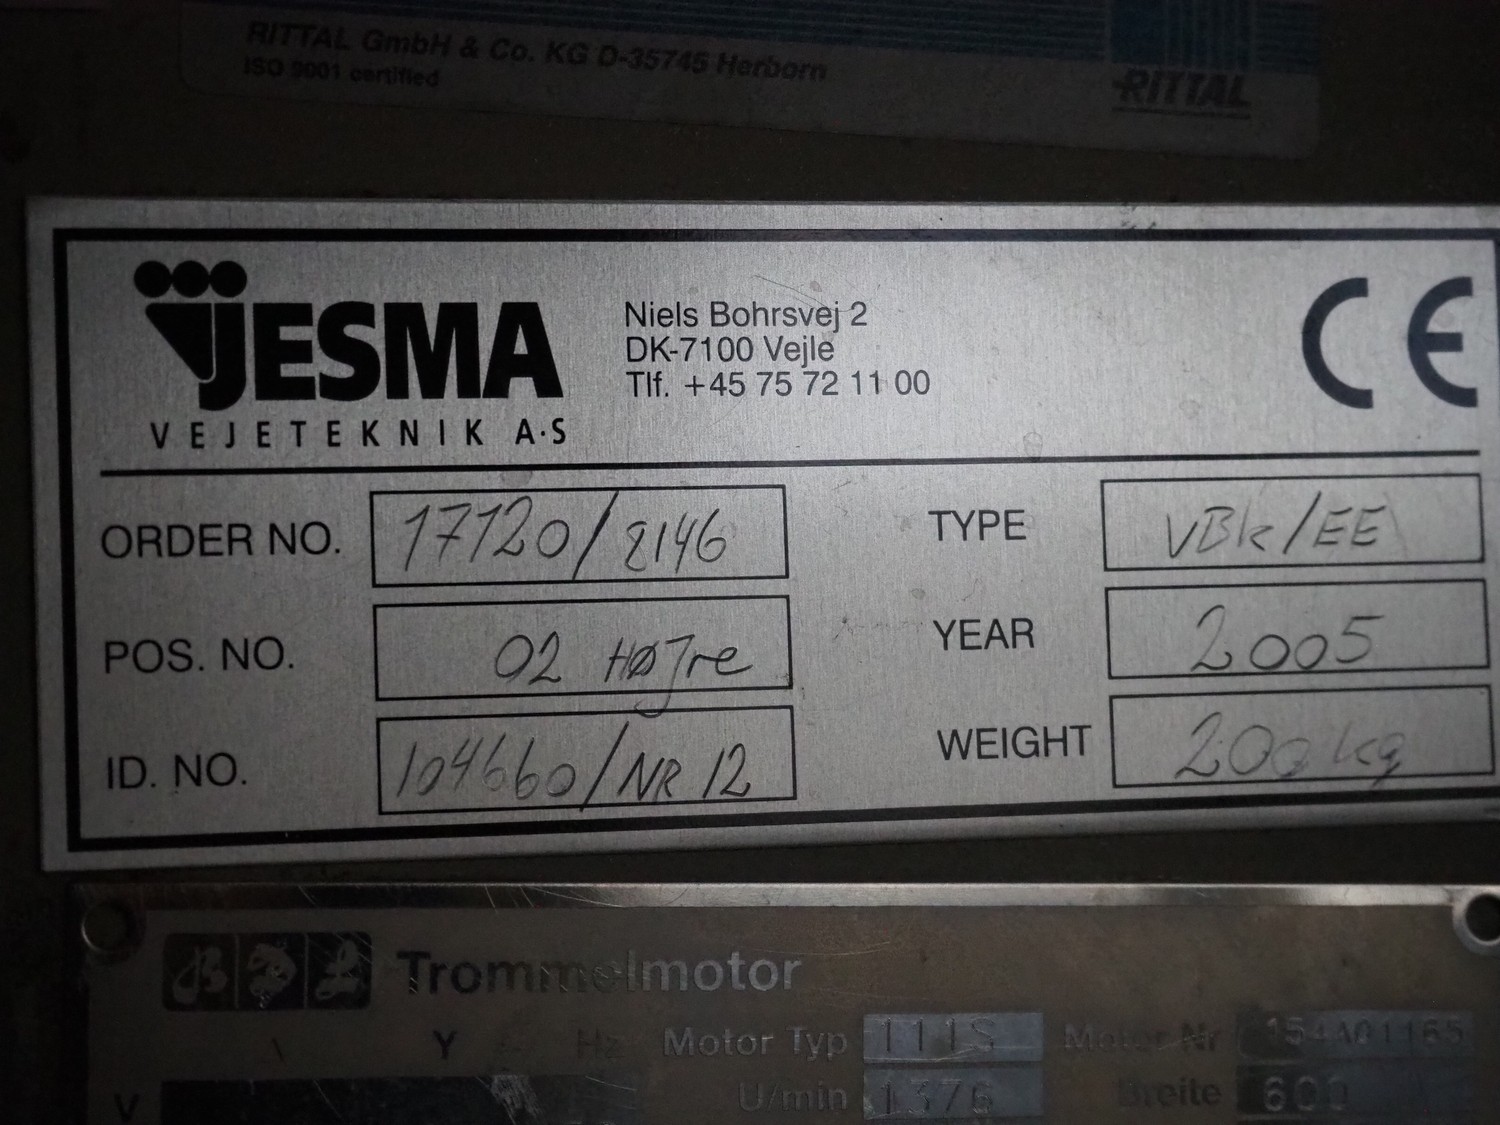 RITTAL GmbH & Co. KG D-35745 Herborn
ISO 9001 certified
RITTAL
JESMA
VEJETEKNIK A·S
Niels Bohrsvej 2
DK-7100 Vejle
Tlf. +45 75 72 11 00
CE
ORDER NO. 17120/2146
TYPE VBk/EE
POS. NO. 02 HØJre
YEAR 2005
ID. NO. 104660/NR 12
WEIGHT 200kg
BDL Trommelmotor
Y Hz Motor Typ 111S Motor Nr
V U/min 1376 Breite 600